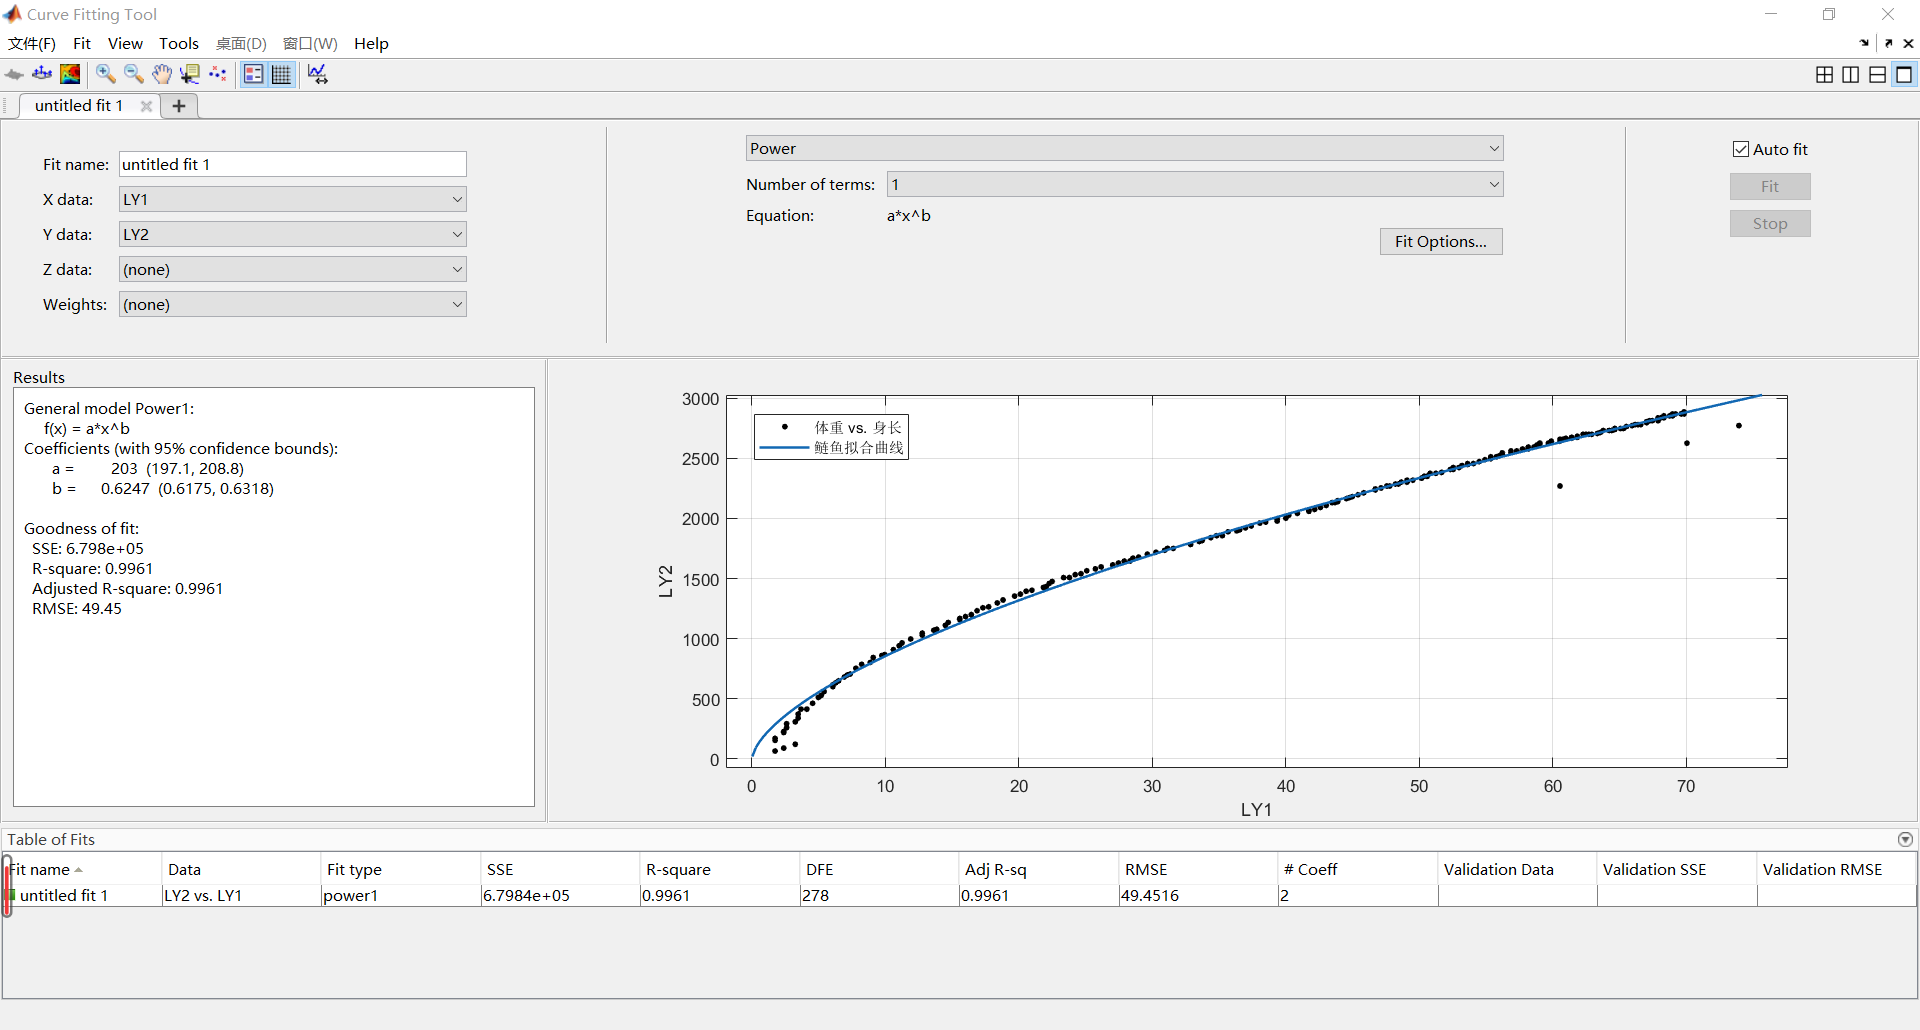 Curve Fitting Tool
文件(F) Fit View Tools 桌面(D) 窗口(W) Help
untitled fit 1
Fit name: untitled fit 1
X data: LY1
Y data: LY2
Z data: (none)
Weights: (none)
Power
Number of terms: 1
Equation: a*x^b
Fit Options...
Auto fit
Fit
Stop
Results
General model Power1:
f(x) = a*x^b
Coefficients (with 95% confidence bounds):
a = 203 (197.1, 208.8)
b = 0.6247 (0.6175, 0.6318)
Goodness of fit:
SSE: 6.798e+05
R-square: 0.9961
Adjusted R-square: 0.9961
RMSE: 49.45
体重 vs. 身长
鲢鱼拟合曲线
3000
2500
2000
1500
1000
500
0
LY2
0 10 20 30 40 50 60 70
LY1
Table of Fits
Fit name Data Fit type SSE R-square DFE Adj R-sq RMSE # Coeff Validation Data Validation SSE Validation RMSE
untitled fit 1 LY2 vs. LY1 power1 6.7984e+05 0.9961 278 0.9961 49.4516 2